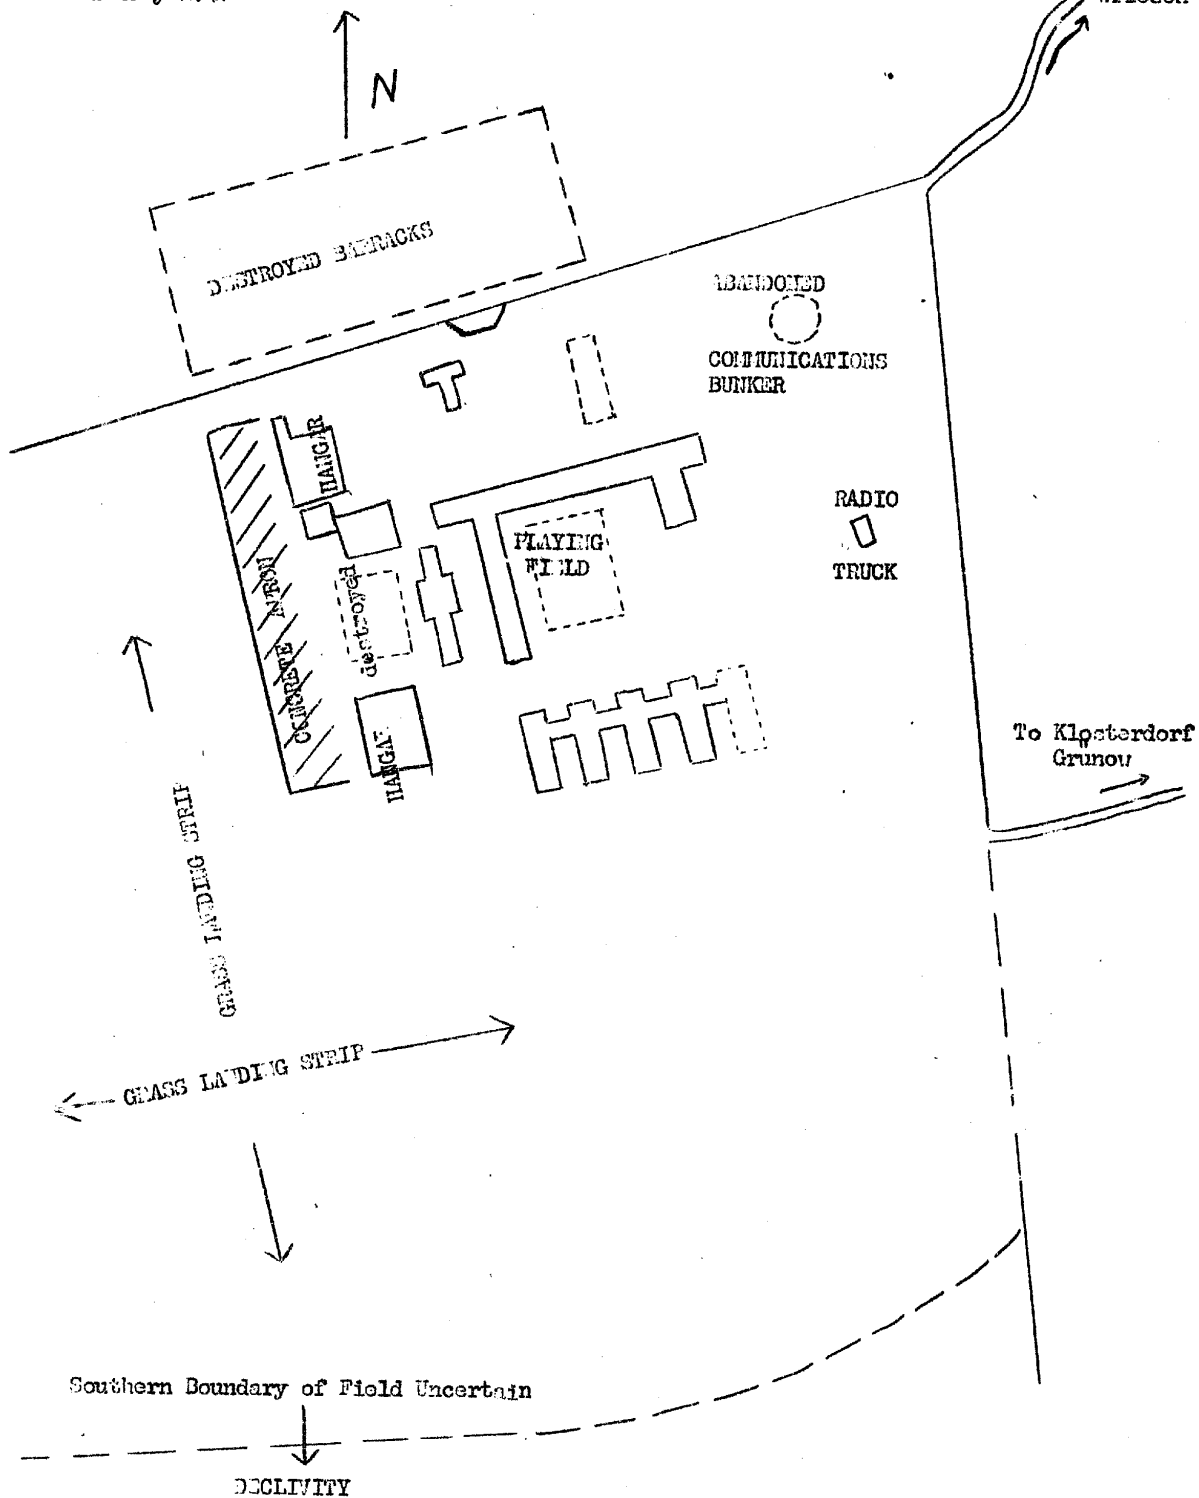 N
DESTROYED BARRACKS
ABANDONED
COMMUNICATIONS
BUNKER
HANGAR
RADIO
TRUCK
PLAYING
FIELD
CONCRETE APRON
destroyed
HANGAR
To Klosterdorf
Grunow
GRASS LANDING STRIP
GRASS LANDING STRIP
Southern Boundary of Field Uncertain
DECLIVITY